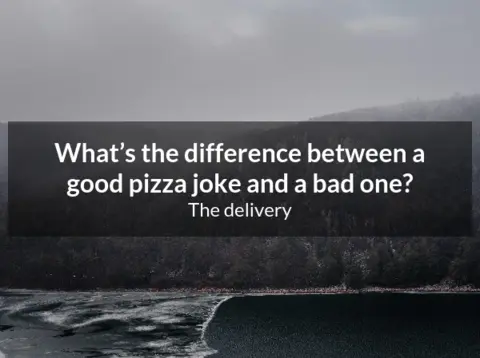 What’s the difference between a
good pizza joke and a bad one?
The delivery